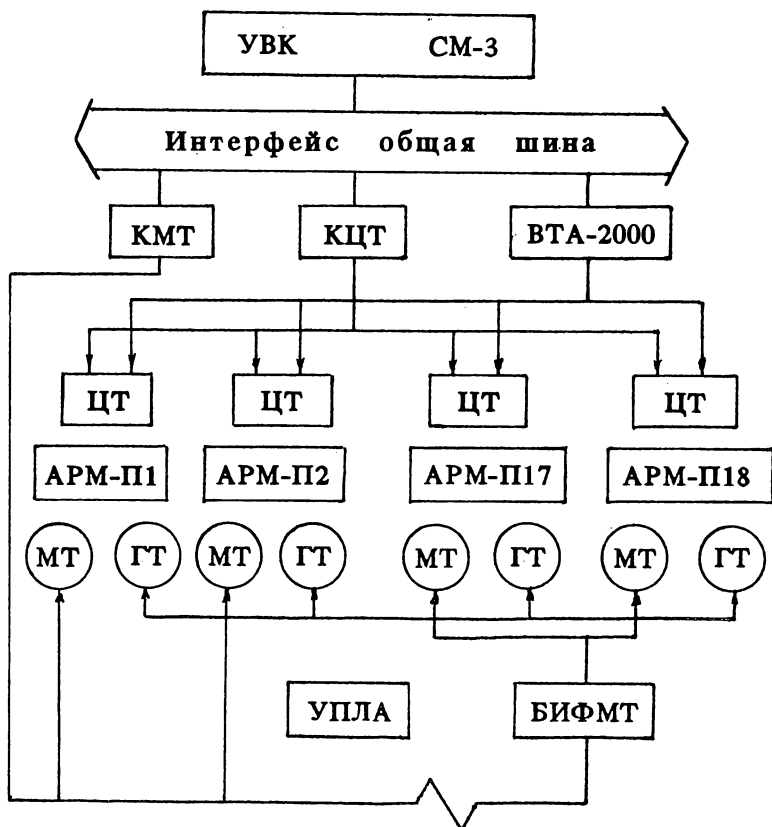 УВК СМ-3
Интерфейс общая шина
КМТ КЦТ ВТА-2000
ЦТ ЦТ ЦТ ЦТ
АРМ-П1 АРМ-П2 АРМ-П17 АРМ-П18
МТ ГТ МТ ГТ МТ ГТ МТ ГТ
УПЛА БИФМТ